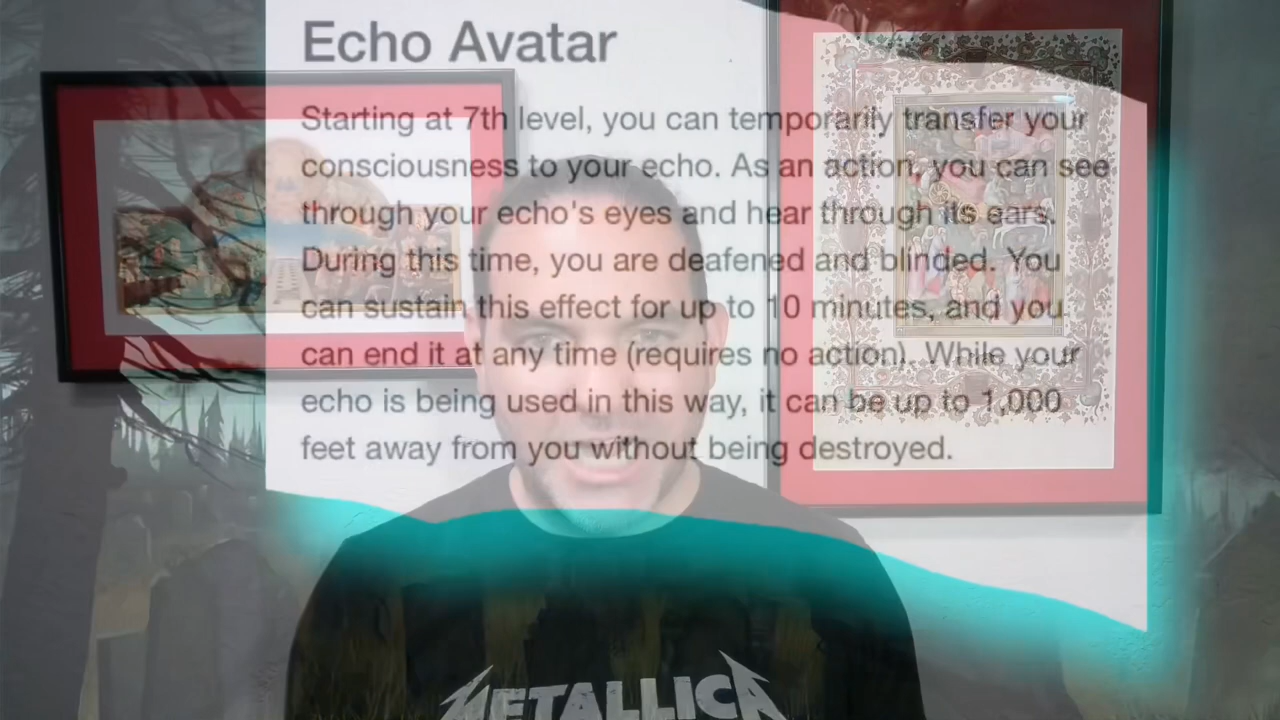 Echo Avatar
Starting at 7th level, you can temporarily transfer your
consciousness to your echo. As an action, you can see
through your echo's eyes and hear through its ears.
During this time, you are deafened and blinded. You
can sustain this effect for up to 10 minutes, and you
can end it at any time (requires no action). While your
echo is being used in this way, it can be up to 1,000
feet away from you without being destroyed.
METALLICA